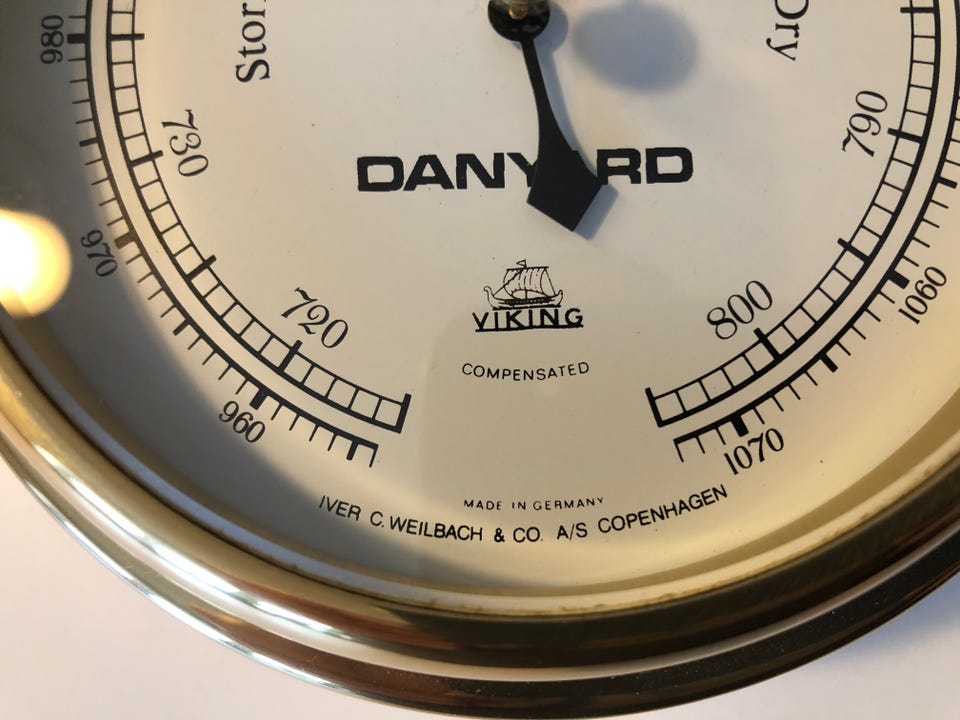 980
Dry
730
790
DANYARD
970
1060
720
800
VIKING
COMPENSATED
960
1070
MADE IN GERMANY
IVER C. WEILBACH & CO. A/S COPENHAGEN